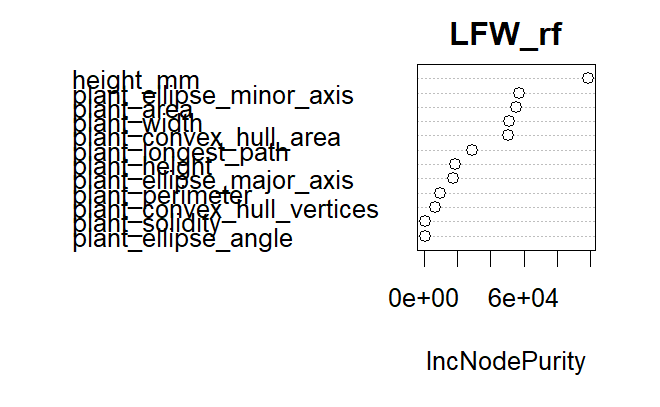 LFW_rf
height_mm
plant_ellipse_minor_axis
plant_area
plant_width
plant_convex_hull_area
plant_longest_path
plant_height
plant_ellipse_major_axis
plant_perimeter
plant_convex_hull_vertices
plant_solidity
plant_ellipse_angle
0e+00 6e+04
IncNodePurity